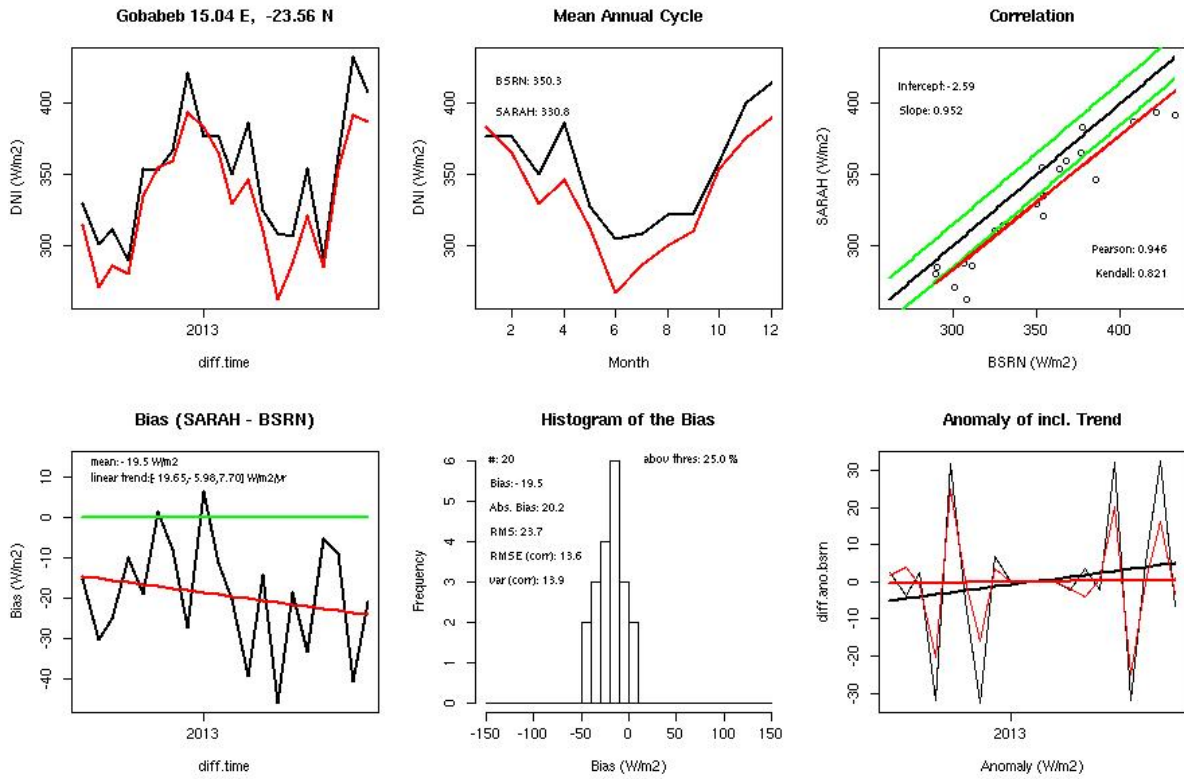 Gobabeb 15.04 E, -23.56 N
DNI (W/m2)
400
350
300
2013
diff.time
Mean Annual Cycle
BSRN: 350.3
SARAH: 330.8
DNI (W/m2)
400
350
300
2 4 6 8 10 12
Month
Correlation
Intercept: - 2.59
Slope: 0.952
Pearson: 0.946
Kendall: 0.821
SARAH (W/m2)
400
350
300
300 350 400
BSRN (W/m2)
Bias (SARAH - BSRN)
mean: - 19.5 W/m2
linear trend:[- 19.65,- 5.98,7.70] W/m2/yr
Bias (W/m2)
10
0
-10
-20
-30
-40
2013
diff.time
Histogram of the Bias
#: 20
abov thres: 25.0 %
Bias: - 19.5
Abs. Bias: 20.2
RMS: 23.7
RMSE (corr): 13.6
var (corr): 13.9
Frequency
6
5
4
3
2
1
0
-150 -100 -50 0 50 100 150
Bias (W/m2)
Anomaly of incl. Trend
diff.ano.bsrn
30
20
10
0
-10
-20
-30
2013
Anomaly (W/m2)